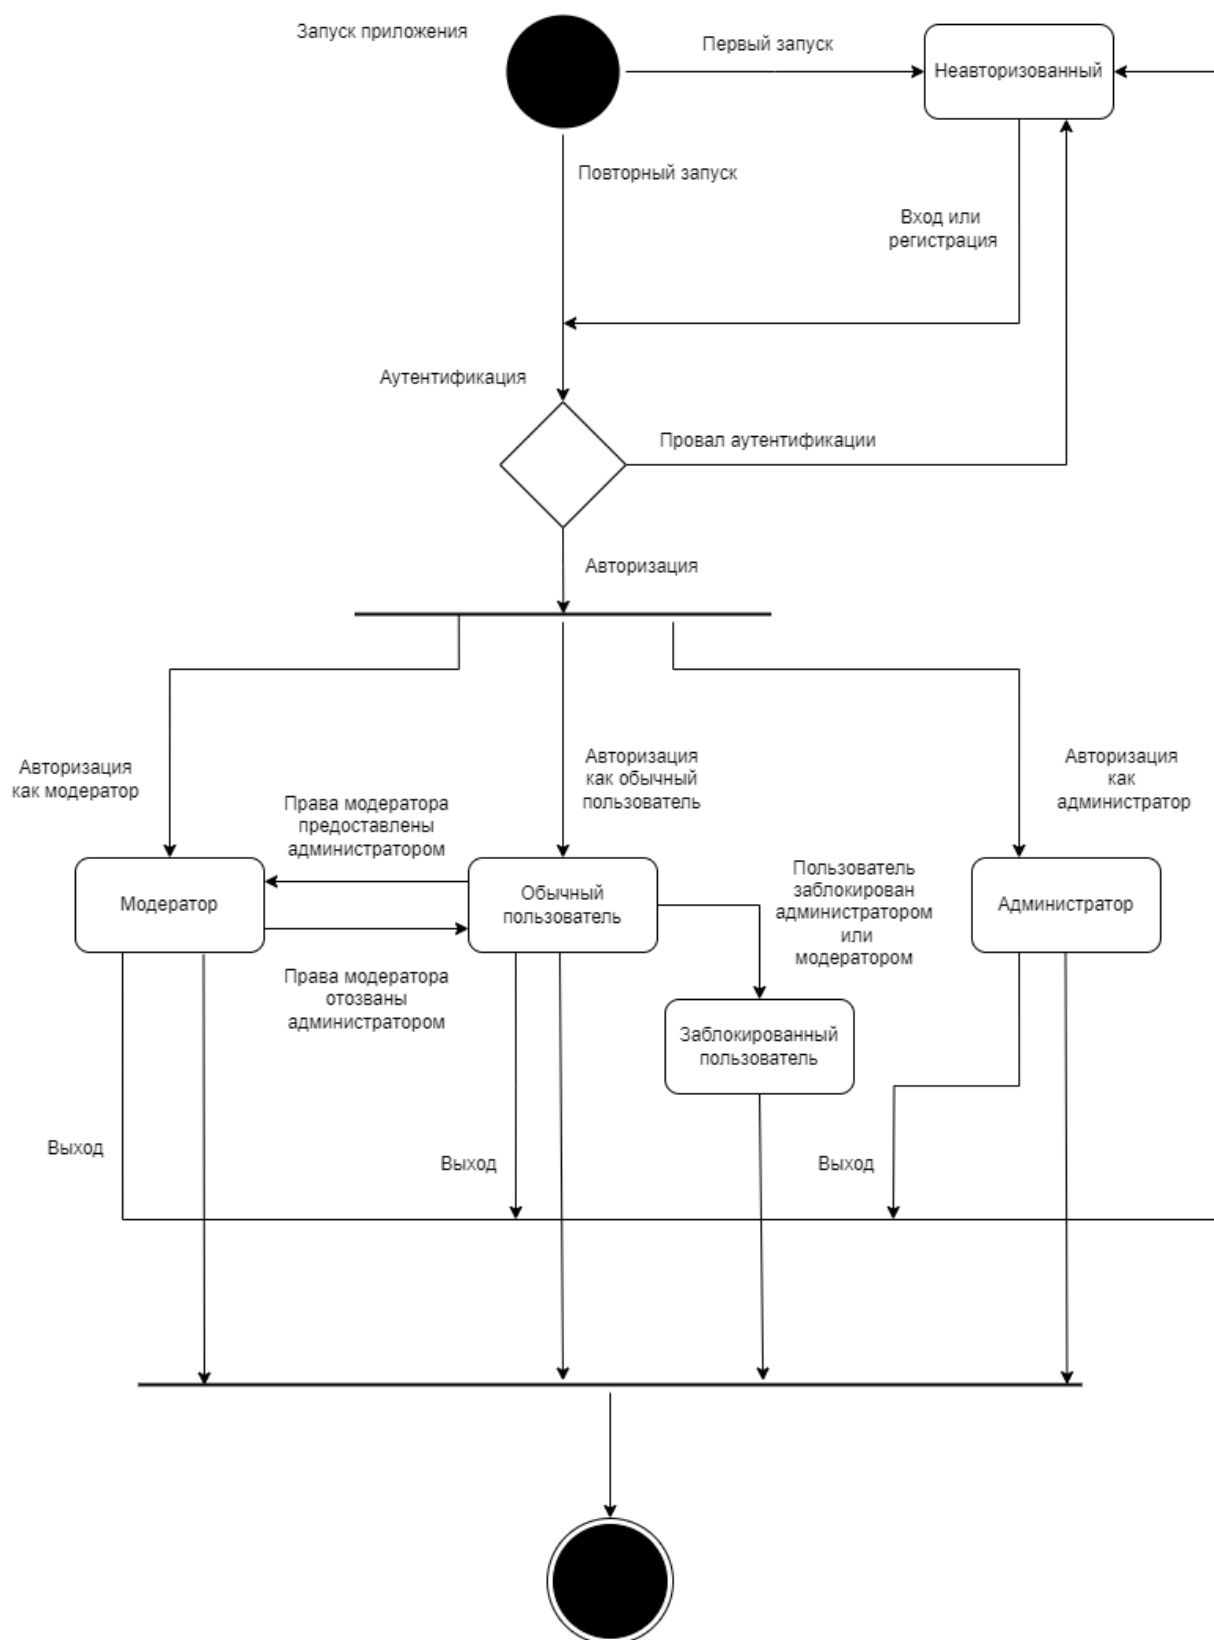 Запуск приложения
Первый запуск
Неавторизованный
Повторный запуск
Вход или
регистрация
Аутентификация
Провал аутентификации
Авторизация
Авторизация
как модератор
Авторизация
как обычный
пользователь
Авторизация
как
администратор
Права модератора
предоставлены
администратором
Модератор
Обычный
пользователь
Пользователь
заблокирован
администратором
или
модератором
Администратор
Права модератора
отозваны
администратором
Заблокированный
пользователь
Выход
Выход
Выход